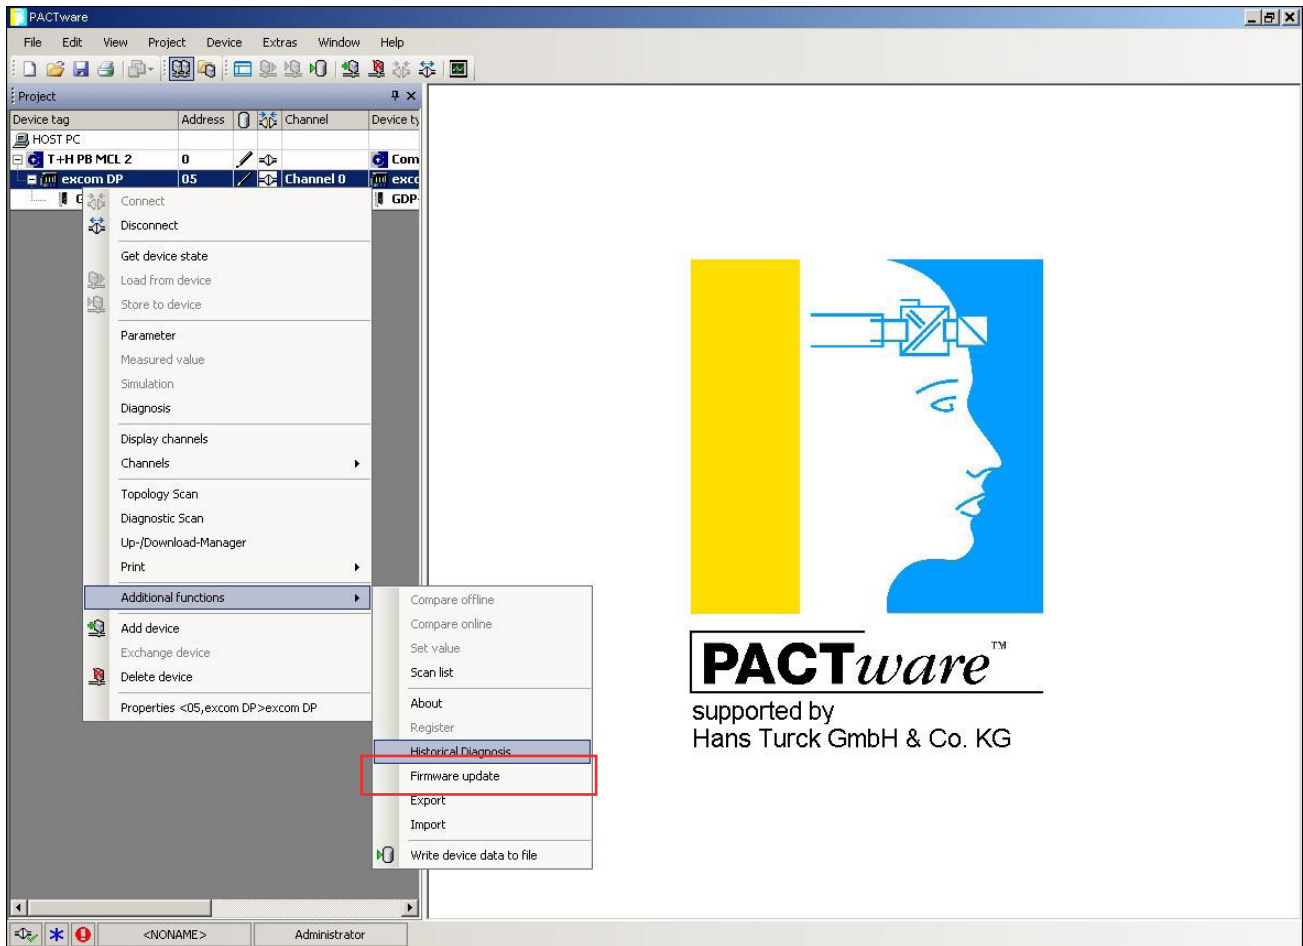 PACTware
File Edit View Project Device Extras Window Help
Project
Device tag Address Channel Device ty
HOST PC
T+H PB MCL 2 0 Com
excom DP 05 Channel 0 exco
G GDP-
Connect
Disconnect
Get device state
Load from device
Store to device
Parameter
Measured value
Simulation
Diagnosis
Display channels
Channels
Topology Scan
Diagnostic Scan
Up-/Download-Manager
Print
Additional functions
Add device
Exchange device
Delete device
Properties <05,excom DP>excom DP
Compare offline
Compare online
Set value
Scan list
About
Register
Historical Diagnosis
Firmware update
Export
Import
Write device data to file
PACTware™
supported by
Hans Turck GmbH & Co. KG
<NONAME> Administrator